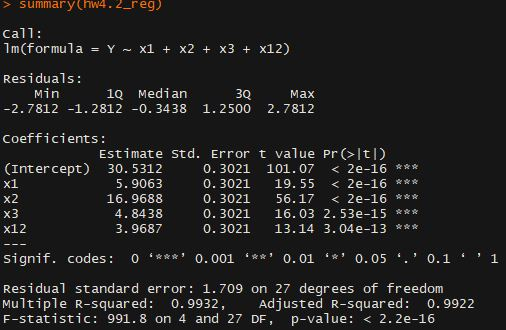 > summary(hw4.2_reg)
Call:
lm(formula = Y ~ x1 + x2 + x3 + x12)
Residuals:
Min 1Q Median 3Q Max
-2.7812 -1.2812 -0.3438 1.2500 2.7812
Coefficients:
Estimate Std. Error t value Pr(>|t|)
(Intercept) 30.5312 0.3021 101.07 < 2e-16 ***
x1 5.9063 0.3021 19.55 < 2e-16 ***
x2 16.9688 0.3021 56.17 < 2e-16 ***
x3 4.8438 0.3021 16.03 2.53e-15 ***
x12 3.9687 0.3021 13.14 3.04e-13 ***
---
Signif. codes: 0 ‘***’ 0.001 ‘**’ 0.01 ‘*’ 0.05 ‘.’ 0.1 ‘ ’ 1
Residual standard error: 1.709 on 27 degrees of freedom
Multiple R-squared: 0.9932, Adjusted R-squared: 0.9922
F-statistic: 991.8 on 4 and 27 DF, p-value: < 2.2e-16